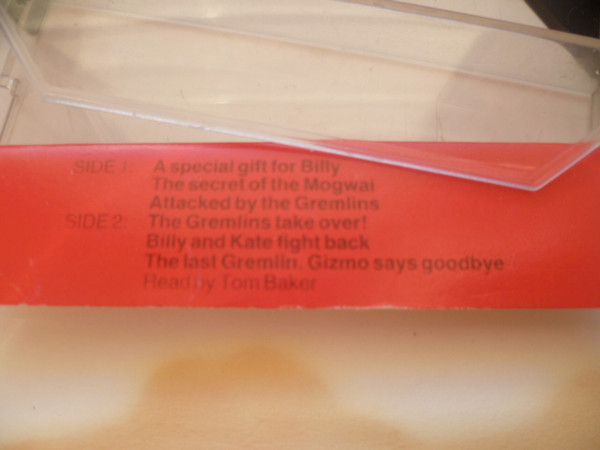 SIDE 1: A special gift for Billy
The secret of the Mogwai
Attacked by the Gremlins
SIDE 2: The Gremlins take over!
Billy and Kate fight back
The last Gremlin. Gizmo says goodbye
Read by Tom Baker